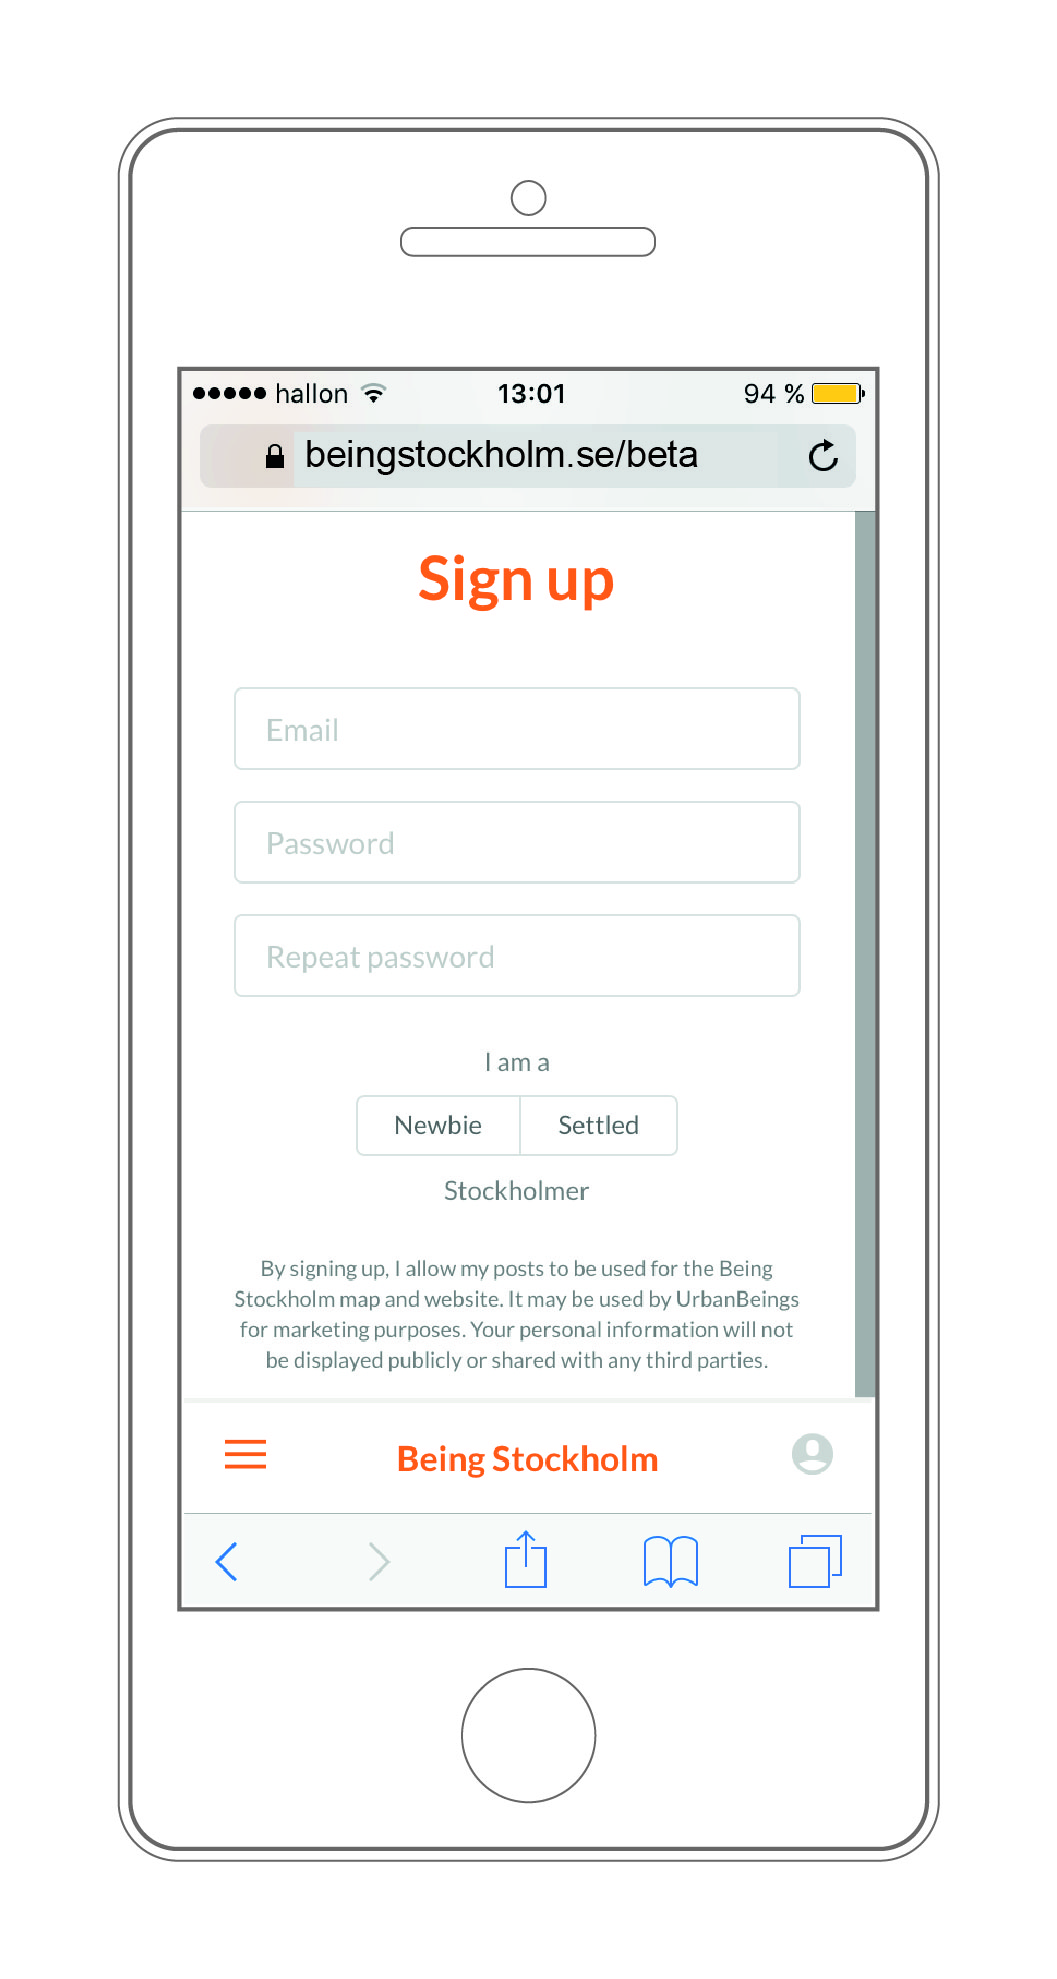 hallon 13:01 94 %
beingstockholm.se/beta
Sign up
Email
Password
Repeat password
I am a
Newbie Settled
Stockholmer
By signing up, I allow my posts to be used for the Being
Stockholm map and website. It may be used by UrbanBeings
for marketing purposes. Your personal information will not
be displayed publicly or shared with any third parties.
Being Stockholm